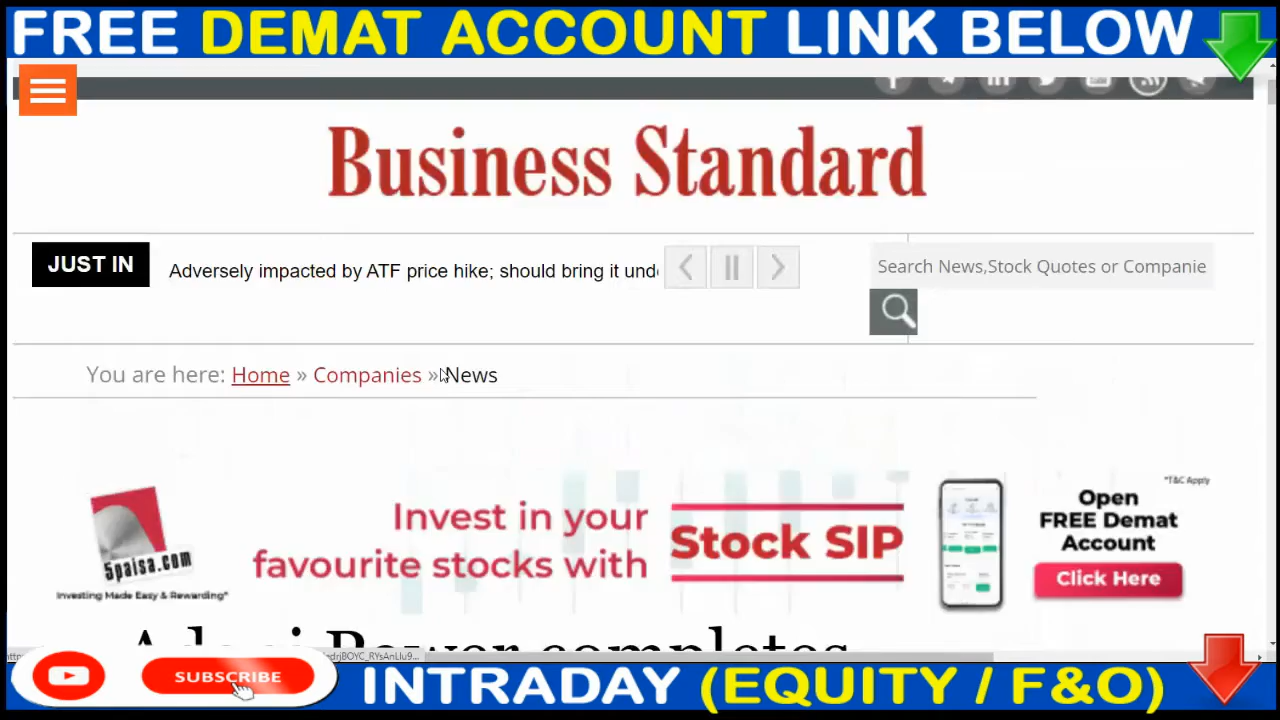 FREE DEMAT ACCOUNT LINK BELOW
Business Standard
JUST IN
Adversely impacted by ATF price hike; should bring it und
Search News,Stock Quotes or Companie
You are here: Home » Companies » News
5paisa.com
Investing Made Easy & Rewarding*
Invest in your
favourite stocks with
Stock SIP
*T&C Apply
Open
FREE Demat
Account
Click Here
Power completes
SUBSCRIBE
INTRADAY (EQUITY / F&O)